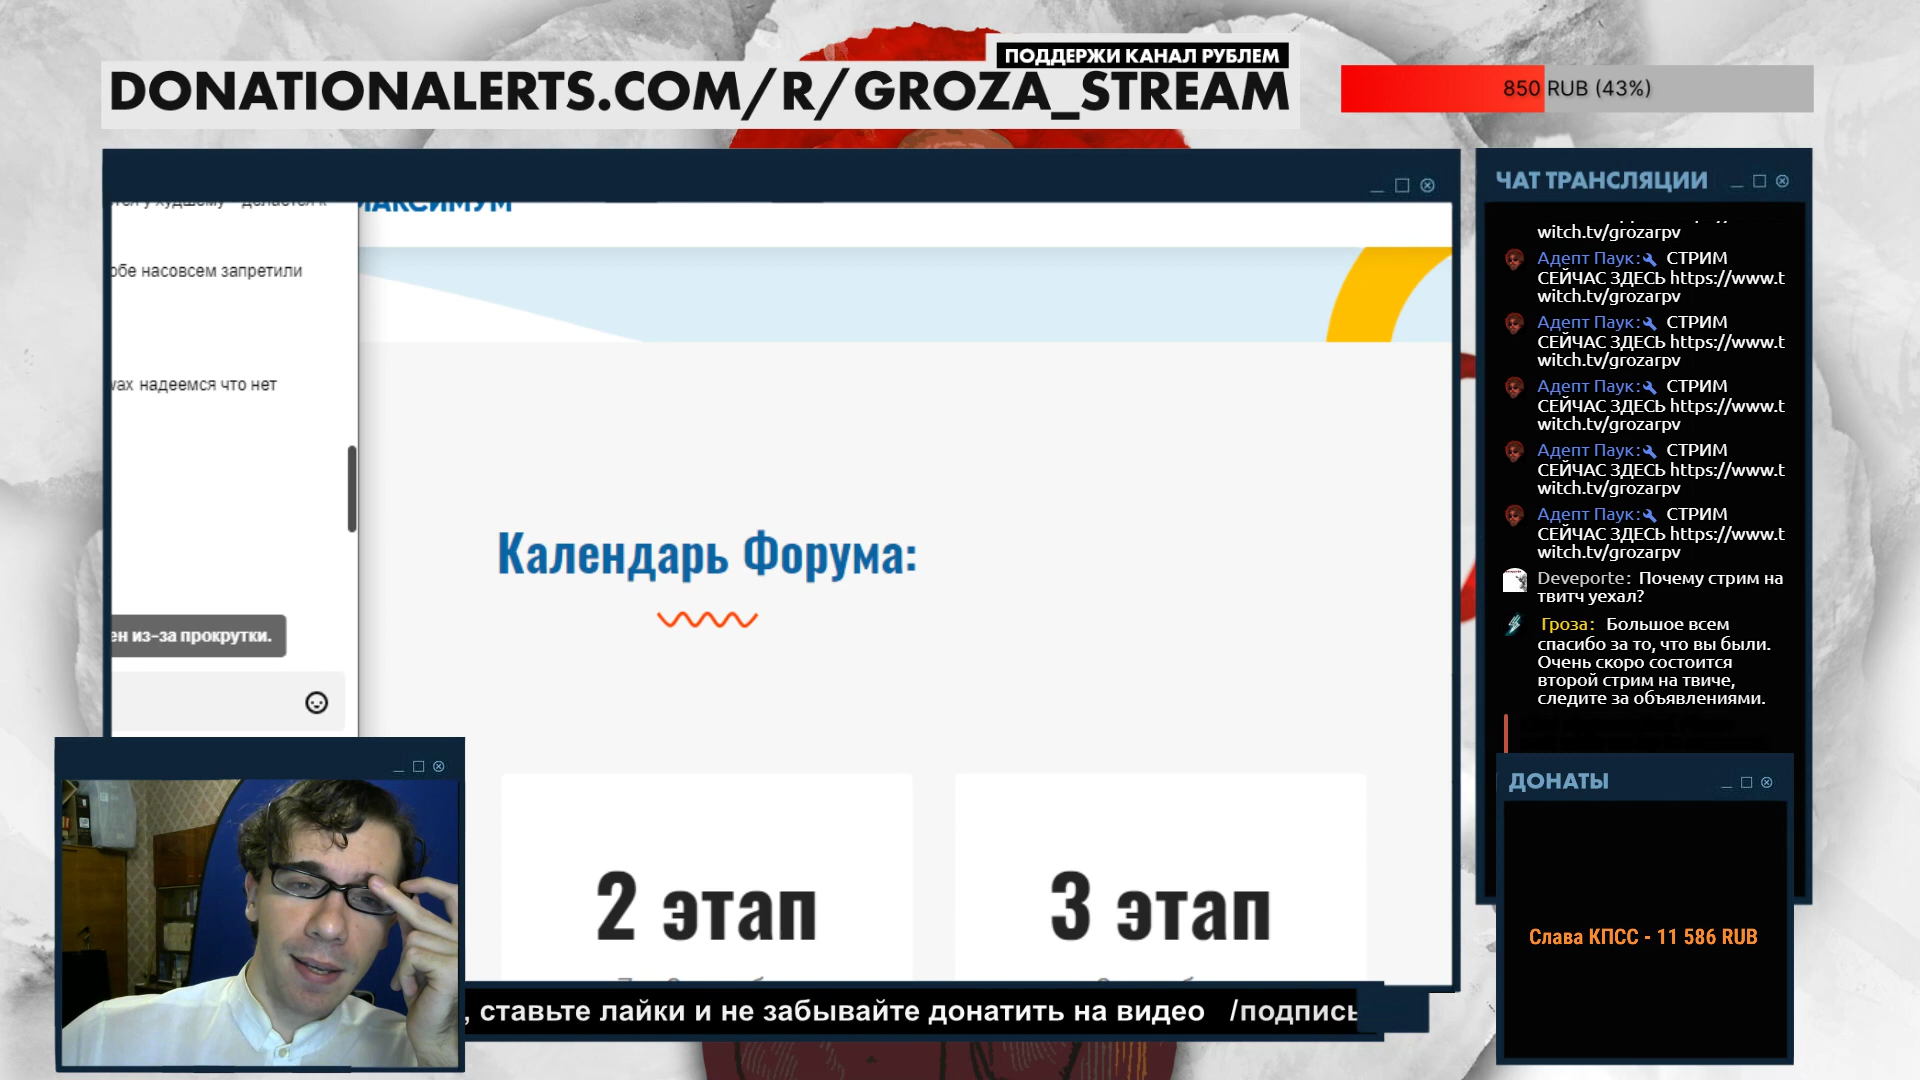 ПОДДЕРЖИ КАНАЛ РУБЛЕМ
DONATIONALERTS.COM/R/GROZA_STREAM
850 RUB (43%)
МАКСИМУМ
обе насовсем запретили
надеемся что нет
из-за прокрутки.
Календарь Форума:
2 этап
3 этап
ЧАТ ТРАНСЛЯЦИИ
witch.tv/grozarpv
Адепт Паук: СТРИМ
СЕЙЧАС ЗДЕСЬ https://www.t
witch.tv/grozarpv
Адепт Паук: СТРИМ
СЕЙЧАС ЗДЕСЬ https://www.t
witch.tv/grozarpv
Адепт Паук: СТРИМ
СЕЙЧАС ЗДЕСЬ https://www.t
witch.tv/grozarpv
Адепт Паук: СТРИМ
СЕЙЧАС ЗДЕСЬ https://www.t
witch.tv/grozarpv
Адепт Паук: СТРИМ
СЕЙЧАС ЗДЕСЬ https://www.t
witch.tv/grozarpv
Deveporte: Почему стрим на
твитч уехал?
Гроза: Большое всем
спасибо за то, что вы были.
Очень скоро состоится
второй стрим на твиче,
следите за объявлениями.
ДОНАТЫ
Слава КПСС - 11 586 RUB
, ставьте лайки и не забывайте донатить на видео /подпись